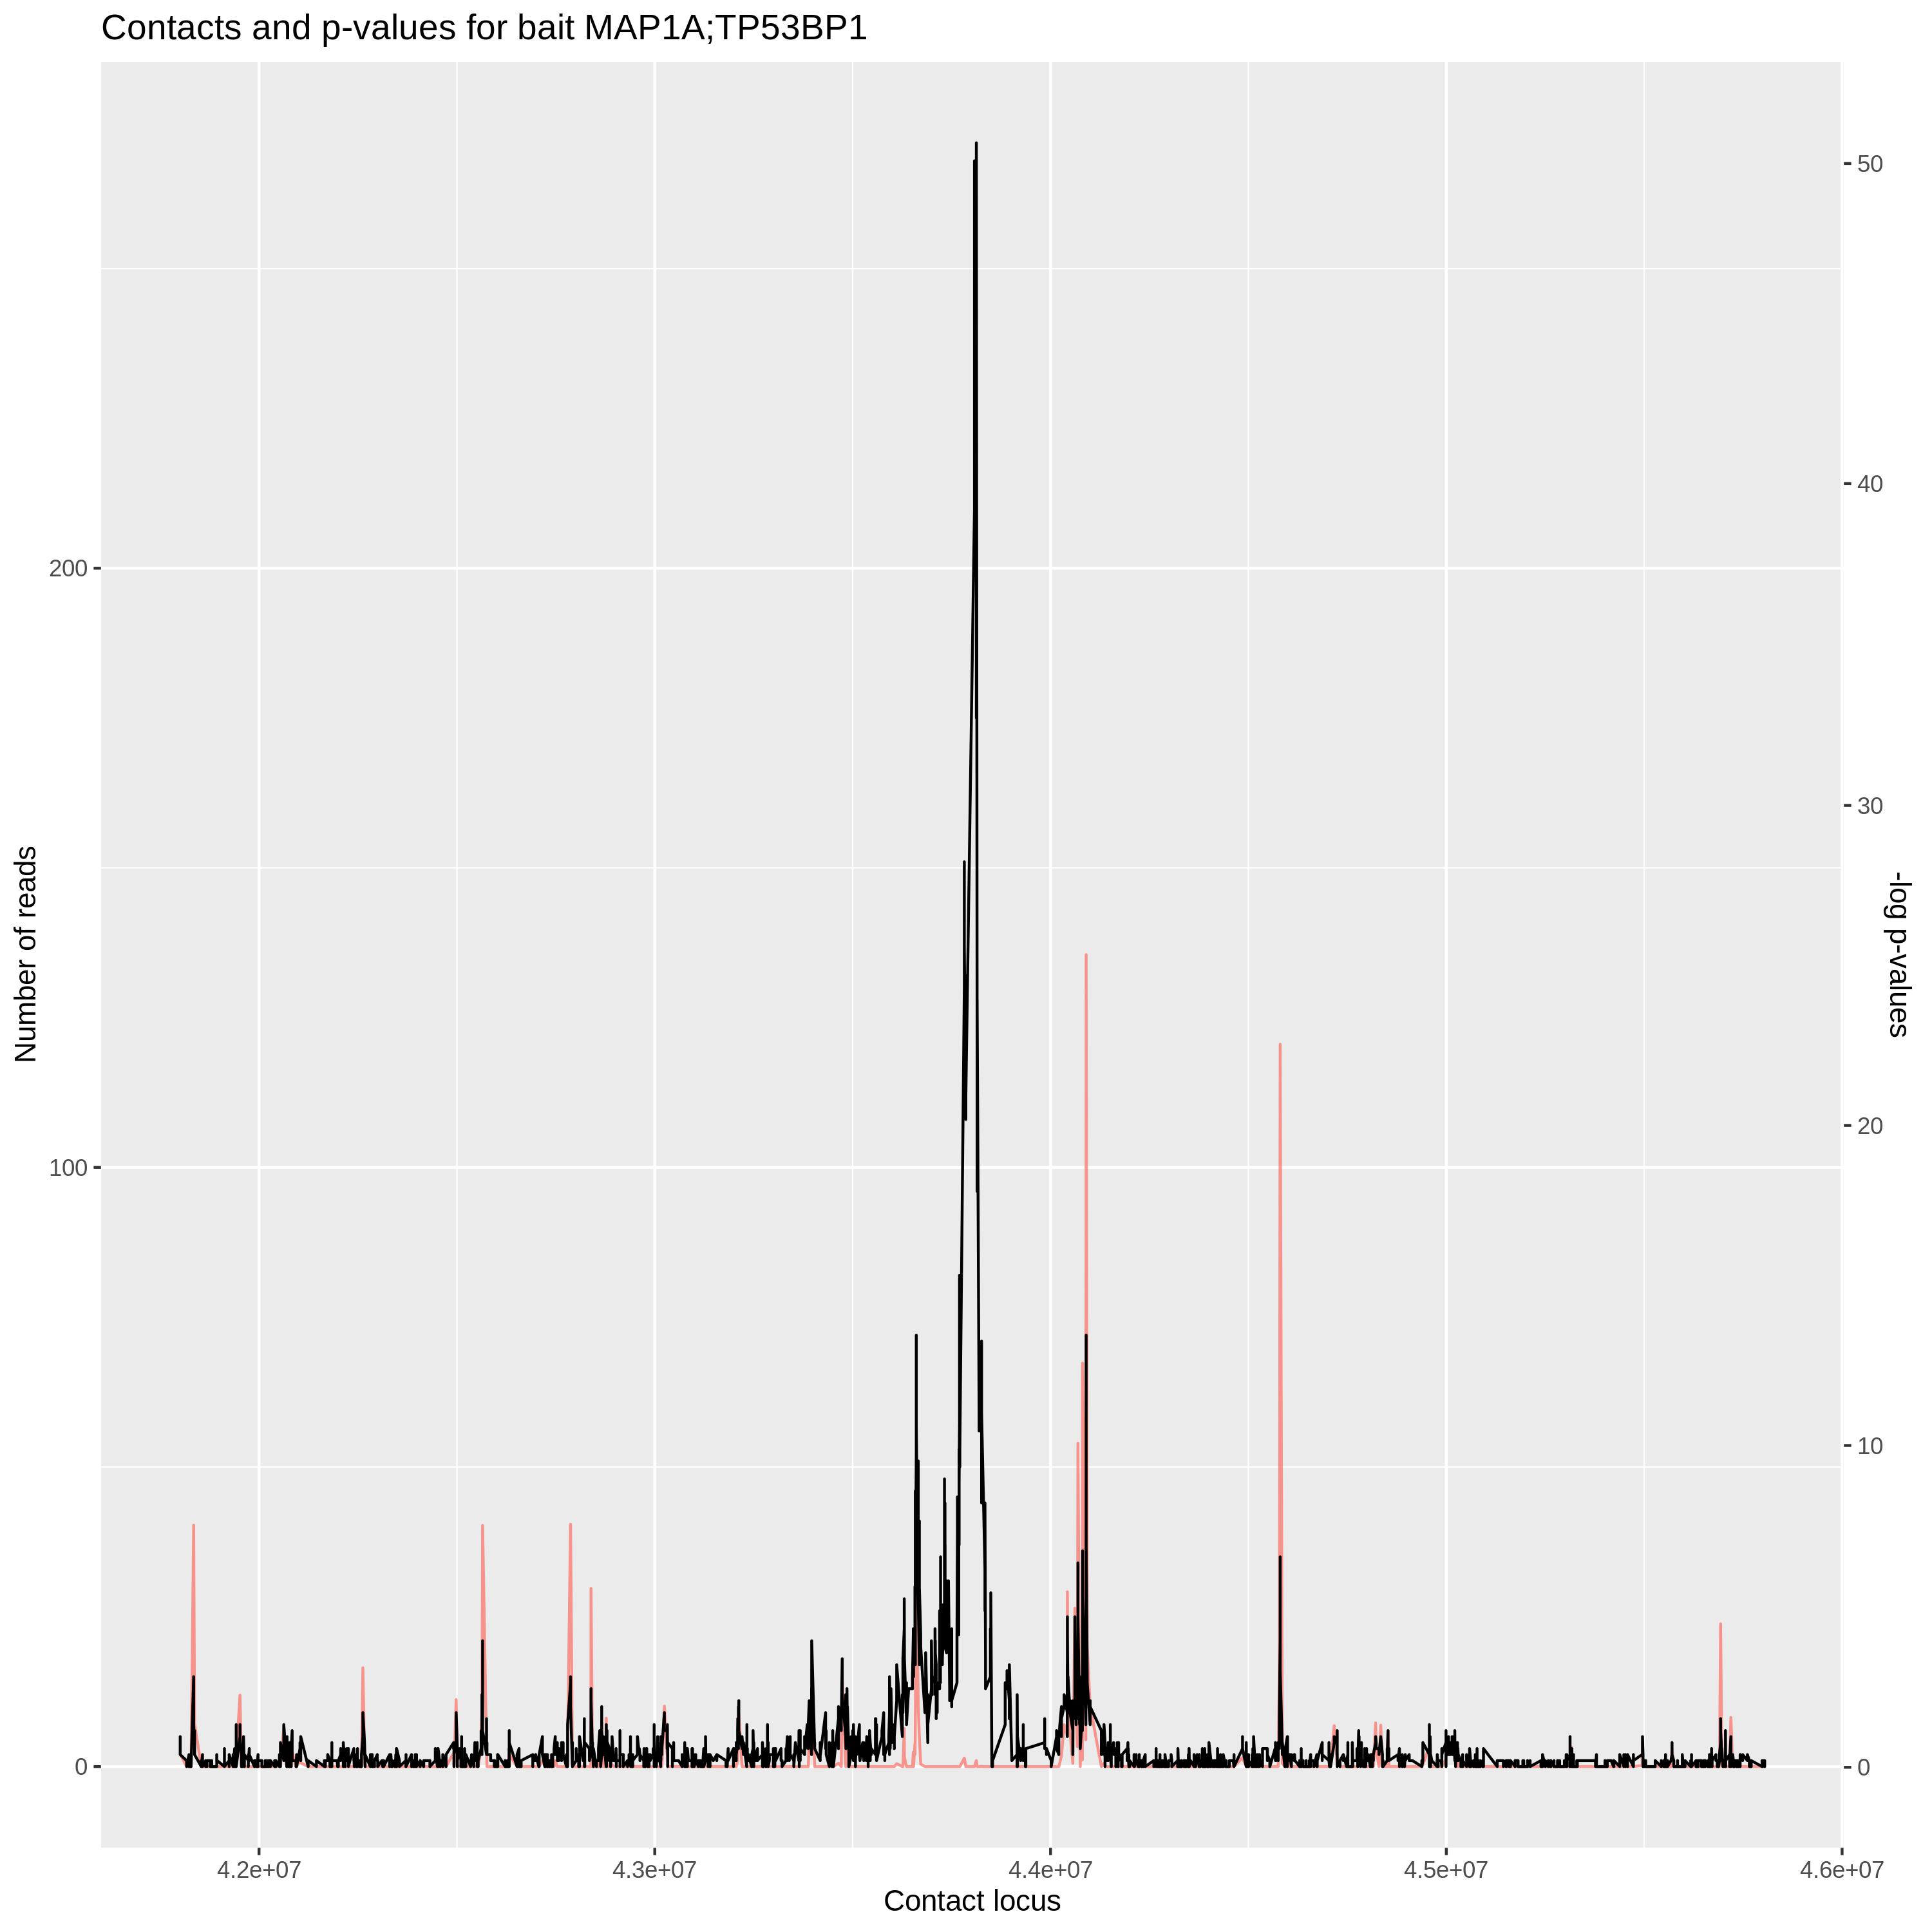 Contacts and p-values for bait MAP1A;TP53BP1
Number of reads
200
100
0
50
40
30
20
10
0
-log p-values
4.2e+07
4.3e+07
4.4e+07
4.5e+07
4.6e+07
Contact locus